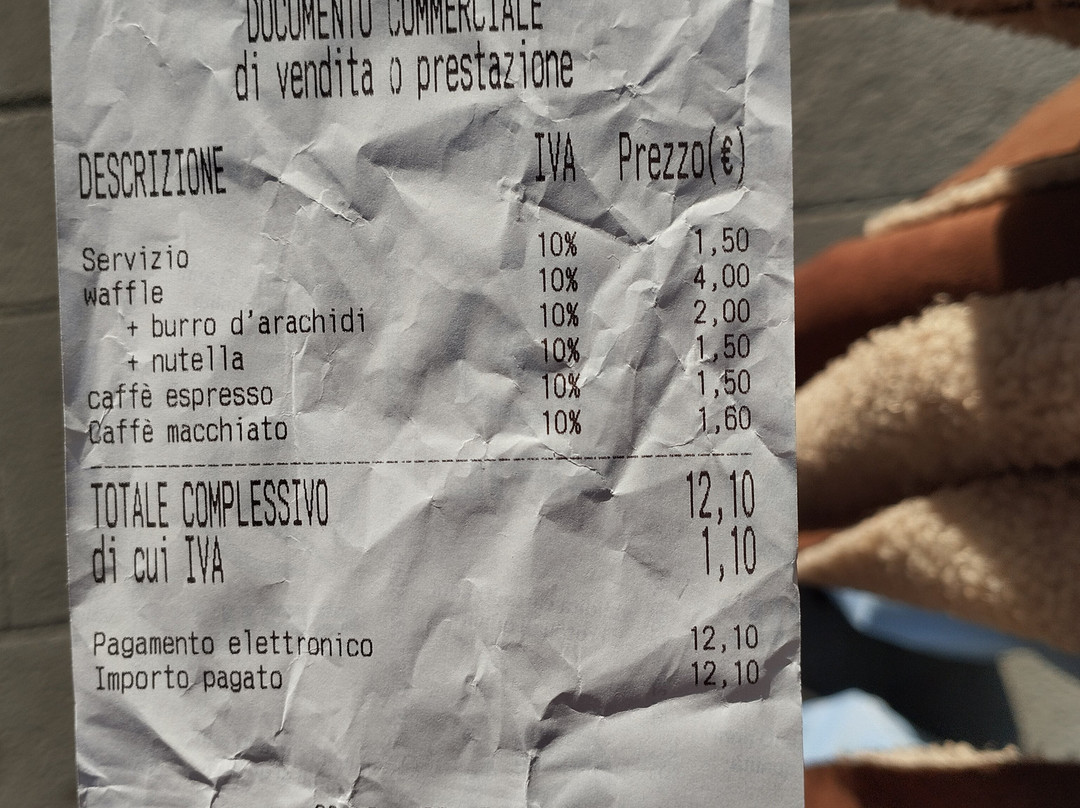 DOCUMENTO COMMERCIALE
di vendita o prestazione
DESCRIZIONE IVA Prezzo(€)
Servizio 10% 1,50
waffle 10% 4,00
+ burro d'arachidi 10% 2,00
+ nutella 10% 1,50
caffè espresso 10% 1,50
Caffè macchiato 10% 1,60
TOTALE COMPLESSIVO 12,10
di cui IVA 1,10
Pagamento elettronico 12,10
Importo pagato 12,10